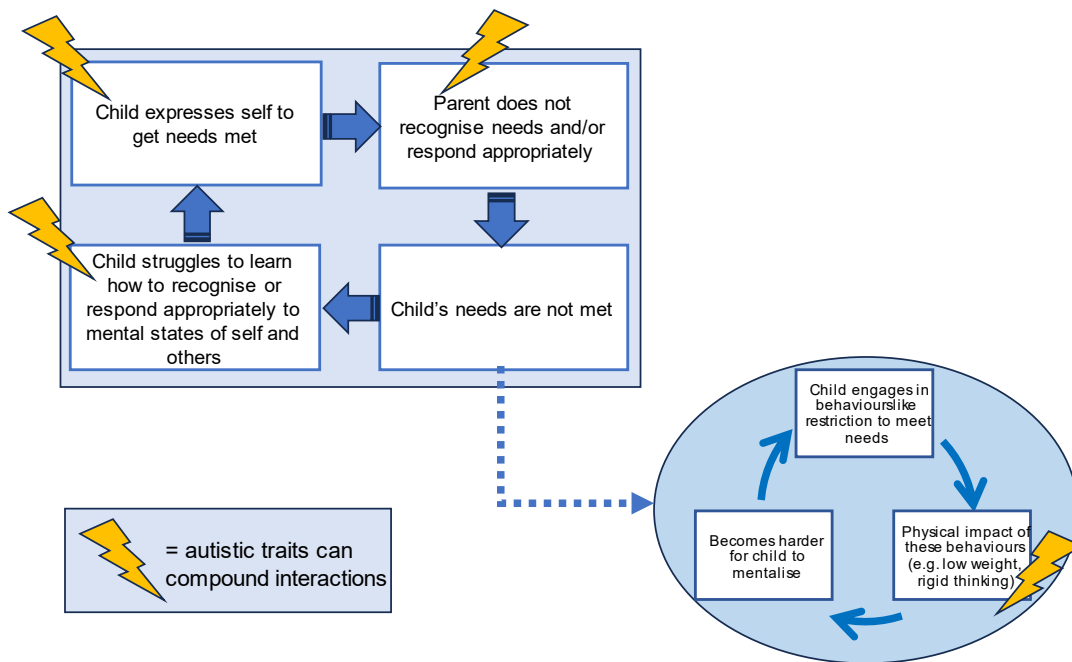 Child expresses self to
get needs met
Parent does not
recognise needs and/or
respond appropriately
Child struggles to learn
how to recognise or
respond appropriately to
mental states of self and
others
Child’s needs are not met
Child engages in
behaviourslike
restriction to meet
needs
Becomes harder
for child to
mentalise
Physical impact of
these behaviours
(e.g. low weight,
rigid thinking)
= autistic traits can
compound interactions